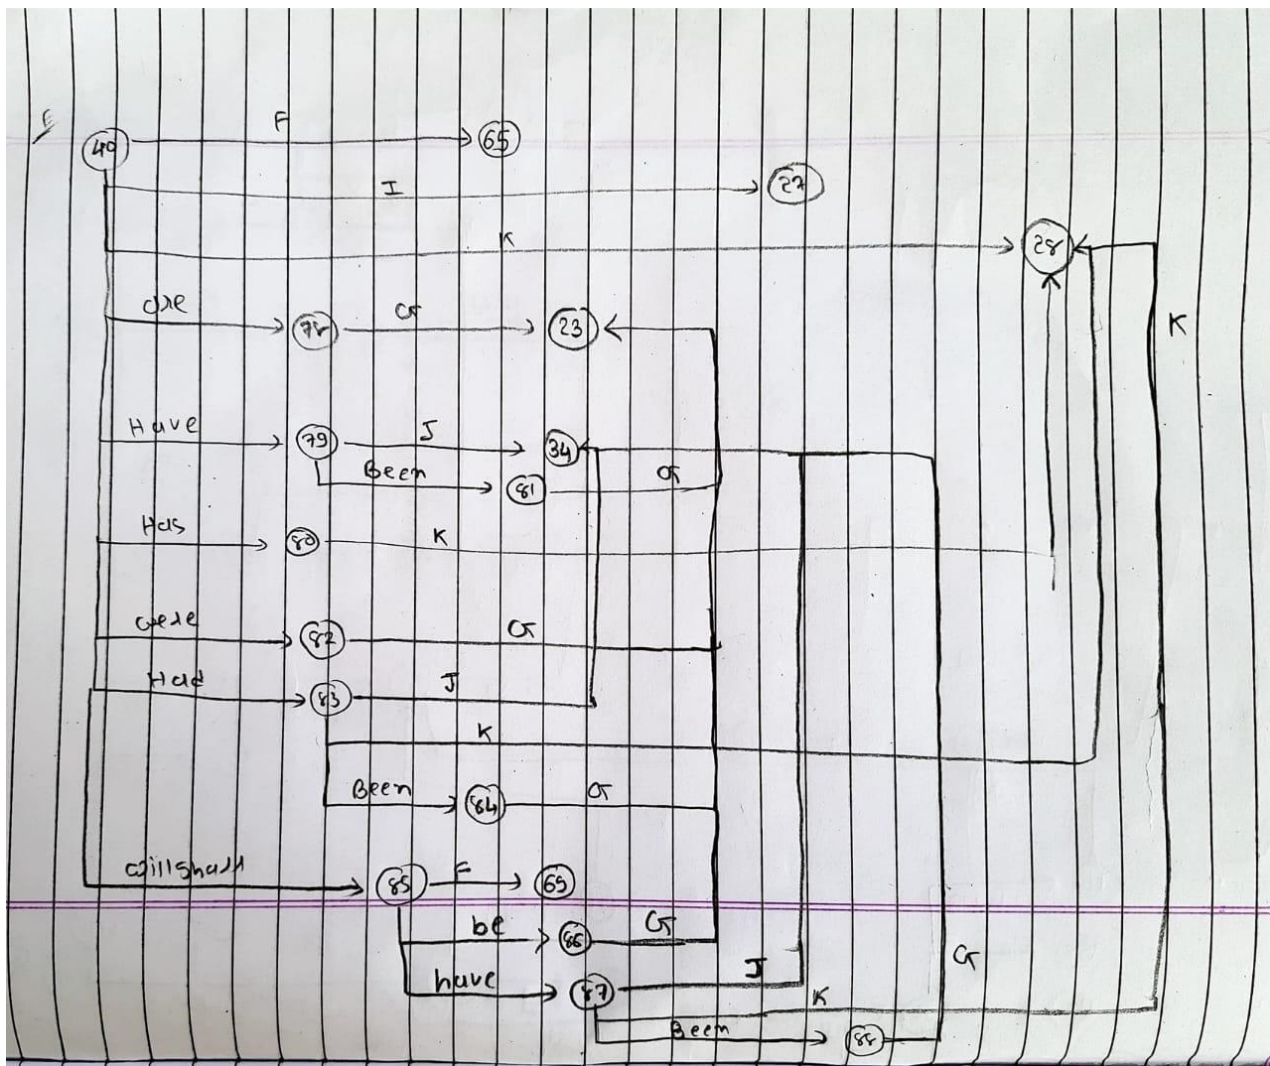 E
F
49 65
I 27
K 28
are 78 G 23
K
Have 79 J 34
Been 81 G
Has 80 K
were 82 G
Had 83 J
K
Been 84 G
will shall 85 F 65
be 86 G
have 87 J G
K
Been 88